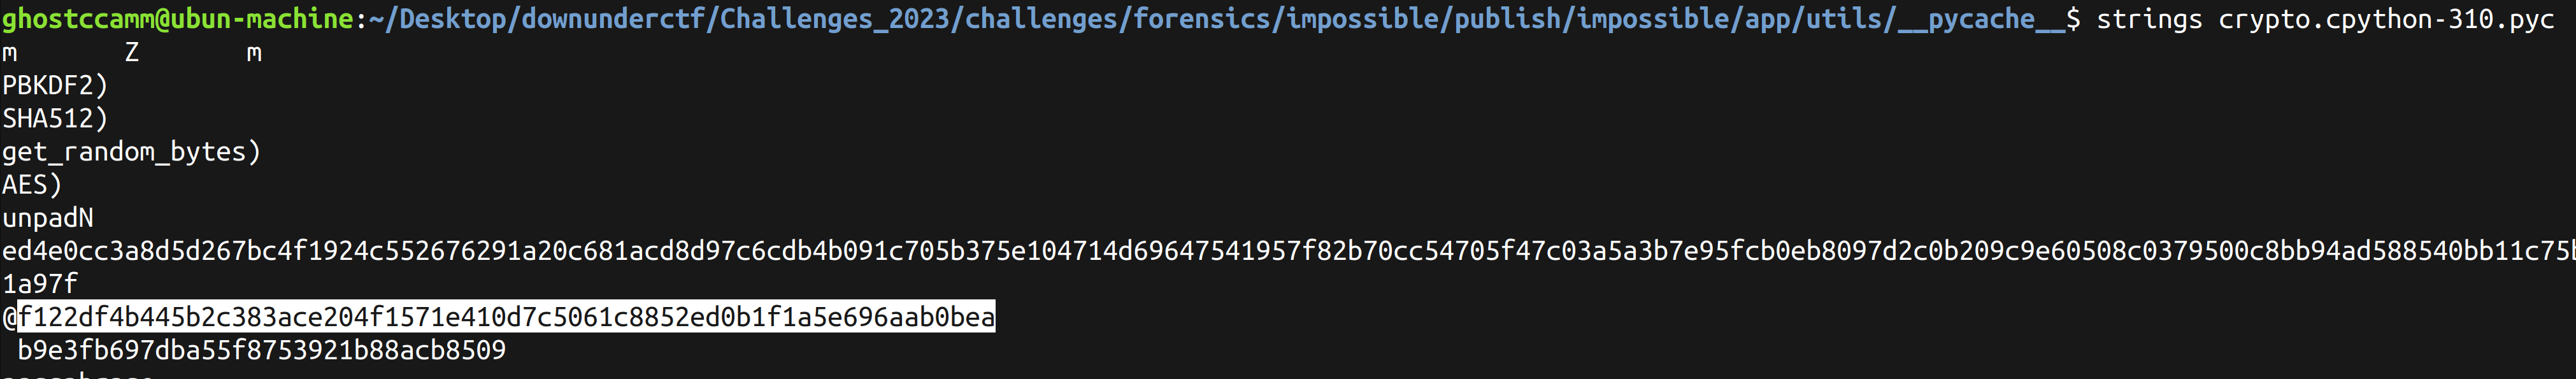 ghostccamm@ubun-machine:~/Desktop/downunderctf/Challenges_2023/challenges/forensics/impossible/publish/impossible/app/utils/__pycache__$ strings crypto.cpython-310.pyc
m Z m
PBKDF2)
SHA512)
get_random_bytes)
AES)
unpadN
ed4e0cc3a8d5d267bc4f1924c552676291a20c681acd8d97c6cdb4b091c705b375e104714d69647541957f82b70cc54705f47c03a5a3b7e95fcb0eb8097d2c0b209c9e60508c0379500c8bb94ad588540bb11c75b
1a97f
@f122df4b445b2c383ace204f1571e410d7c5061c8852ed0b1f1a5e696aab0bea
b9e3fb697dba55f8753921b88acb8509